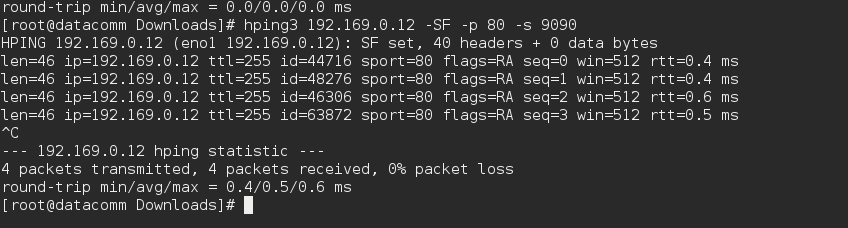 round-trip min/avg/max = 0.0/0.0/0.0 ms
[root@datacomm Downloads]# hping3 192.169.0.12 -SF -p 80 -s 9090
HPING 192.169.0.12 (eno1 192.169.0.12): SF set, 40 headers + 0 data bytes
len=46 ip=192.169.0.12 ttl=255 id=44716 sport=80 flags=RA seq=0 win=512 rtt=0.4 ms
len=46 ip=192.169.0.12 ttl=255 id=48276 sport=80 flags=RA seq=1 win=512 rtt=0.4 ms
len=46 ip=192.169.0.12 ttl=255 id=46306 sport=80 flags=RA seq=2 win=512 rtt=0.6 ms
len=46 ip=192.169.0.12 ttl=255 id=63872 sport=80 flags=RA seq=3 win=512 rtt=0.5 ms
^C
--- 192.169.0.12 hping statistic ---
4 packets transmitted, 4 packets received, 0% packet loss
round-trip min/avg/max = 0.4/0.5/0.6 ms
[root@datacomm Downloads]#